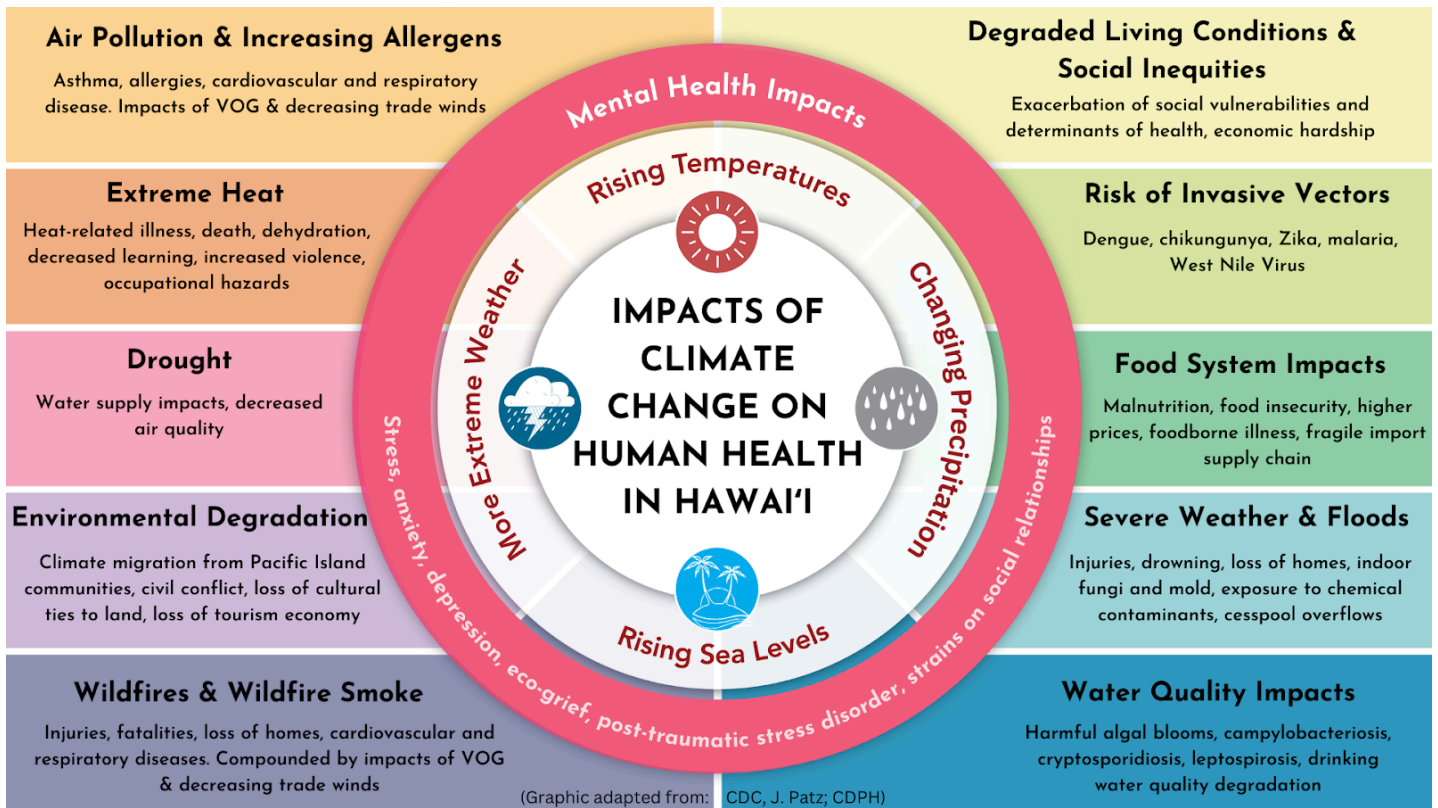 Air Pollution & Increasing Allergens
Asthma, allergies, cardiovascular and respiratory
disease. Impacts of VOG & decreasing trade winds
Extreme Heat
Heat-related illness, death, dehydration,
decreased learning, increased violence,
occupational hazards
Drought
Water supply impacts, decreased
air quality
Environmental Degradation
Climate migration from Pacific Island
communities, civil conflict, loss of cultural
ties to land, loss of tourism economy
Wildfires & Wildfire Smoke
Injuries, fatalities, loss of homes, cardiovascular and
respiratory diseases. Compounded by impacts of VOG
& decreasing trade winds
Mental Health Impacts
Stress, anxiety, depression, eco-grief, post-traumatic stress disorder, strains on social relationships
Rising Temperatures
Changing Precipitation
Rising Sea Levels
More Extreme Weather
IMPACTS OF
CLIMATE
CHANGE ON
HUMAN HEALTH
IN HAWAIʻI
Degraded Living Conditions &
Social Inequities
Exacerbation of social vulnerabilities and
determinants of health, economic hardship
Risk of Invasive Vectors
Dengue, chikungunya, Zika, malaria,
West Nile Virus
Food System Impacts
Malnutrition, food insecurity, higher
prices, foodborne illness, fragile import
supply chain
Severe Weather & Floods
Injuries, drowning, loss of homes, indoor
fungi and mold, exposure to chemical
contaminants, cesspool overflows
Water Quality Impacts
Harmful algal blooms, campylobacteriosis,
cryptosporidiosis, leptospirosis, drinking
water quality degradation
(Graphic adapted from: CDC, J. Patz; CDPH)